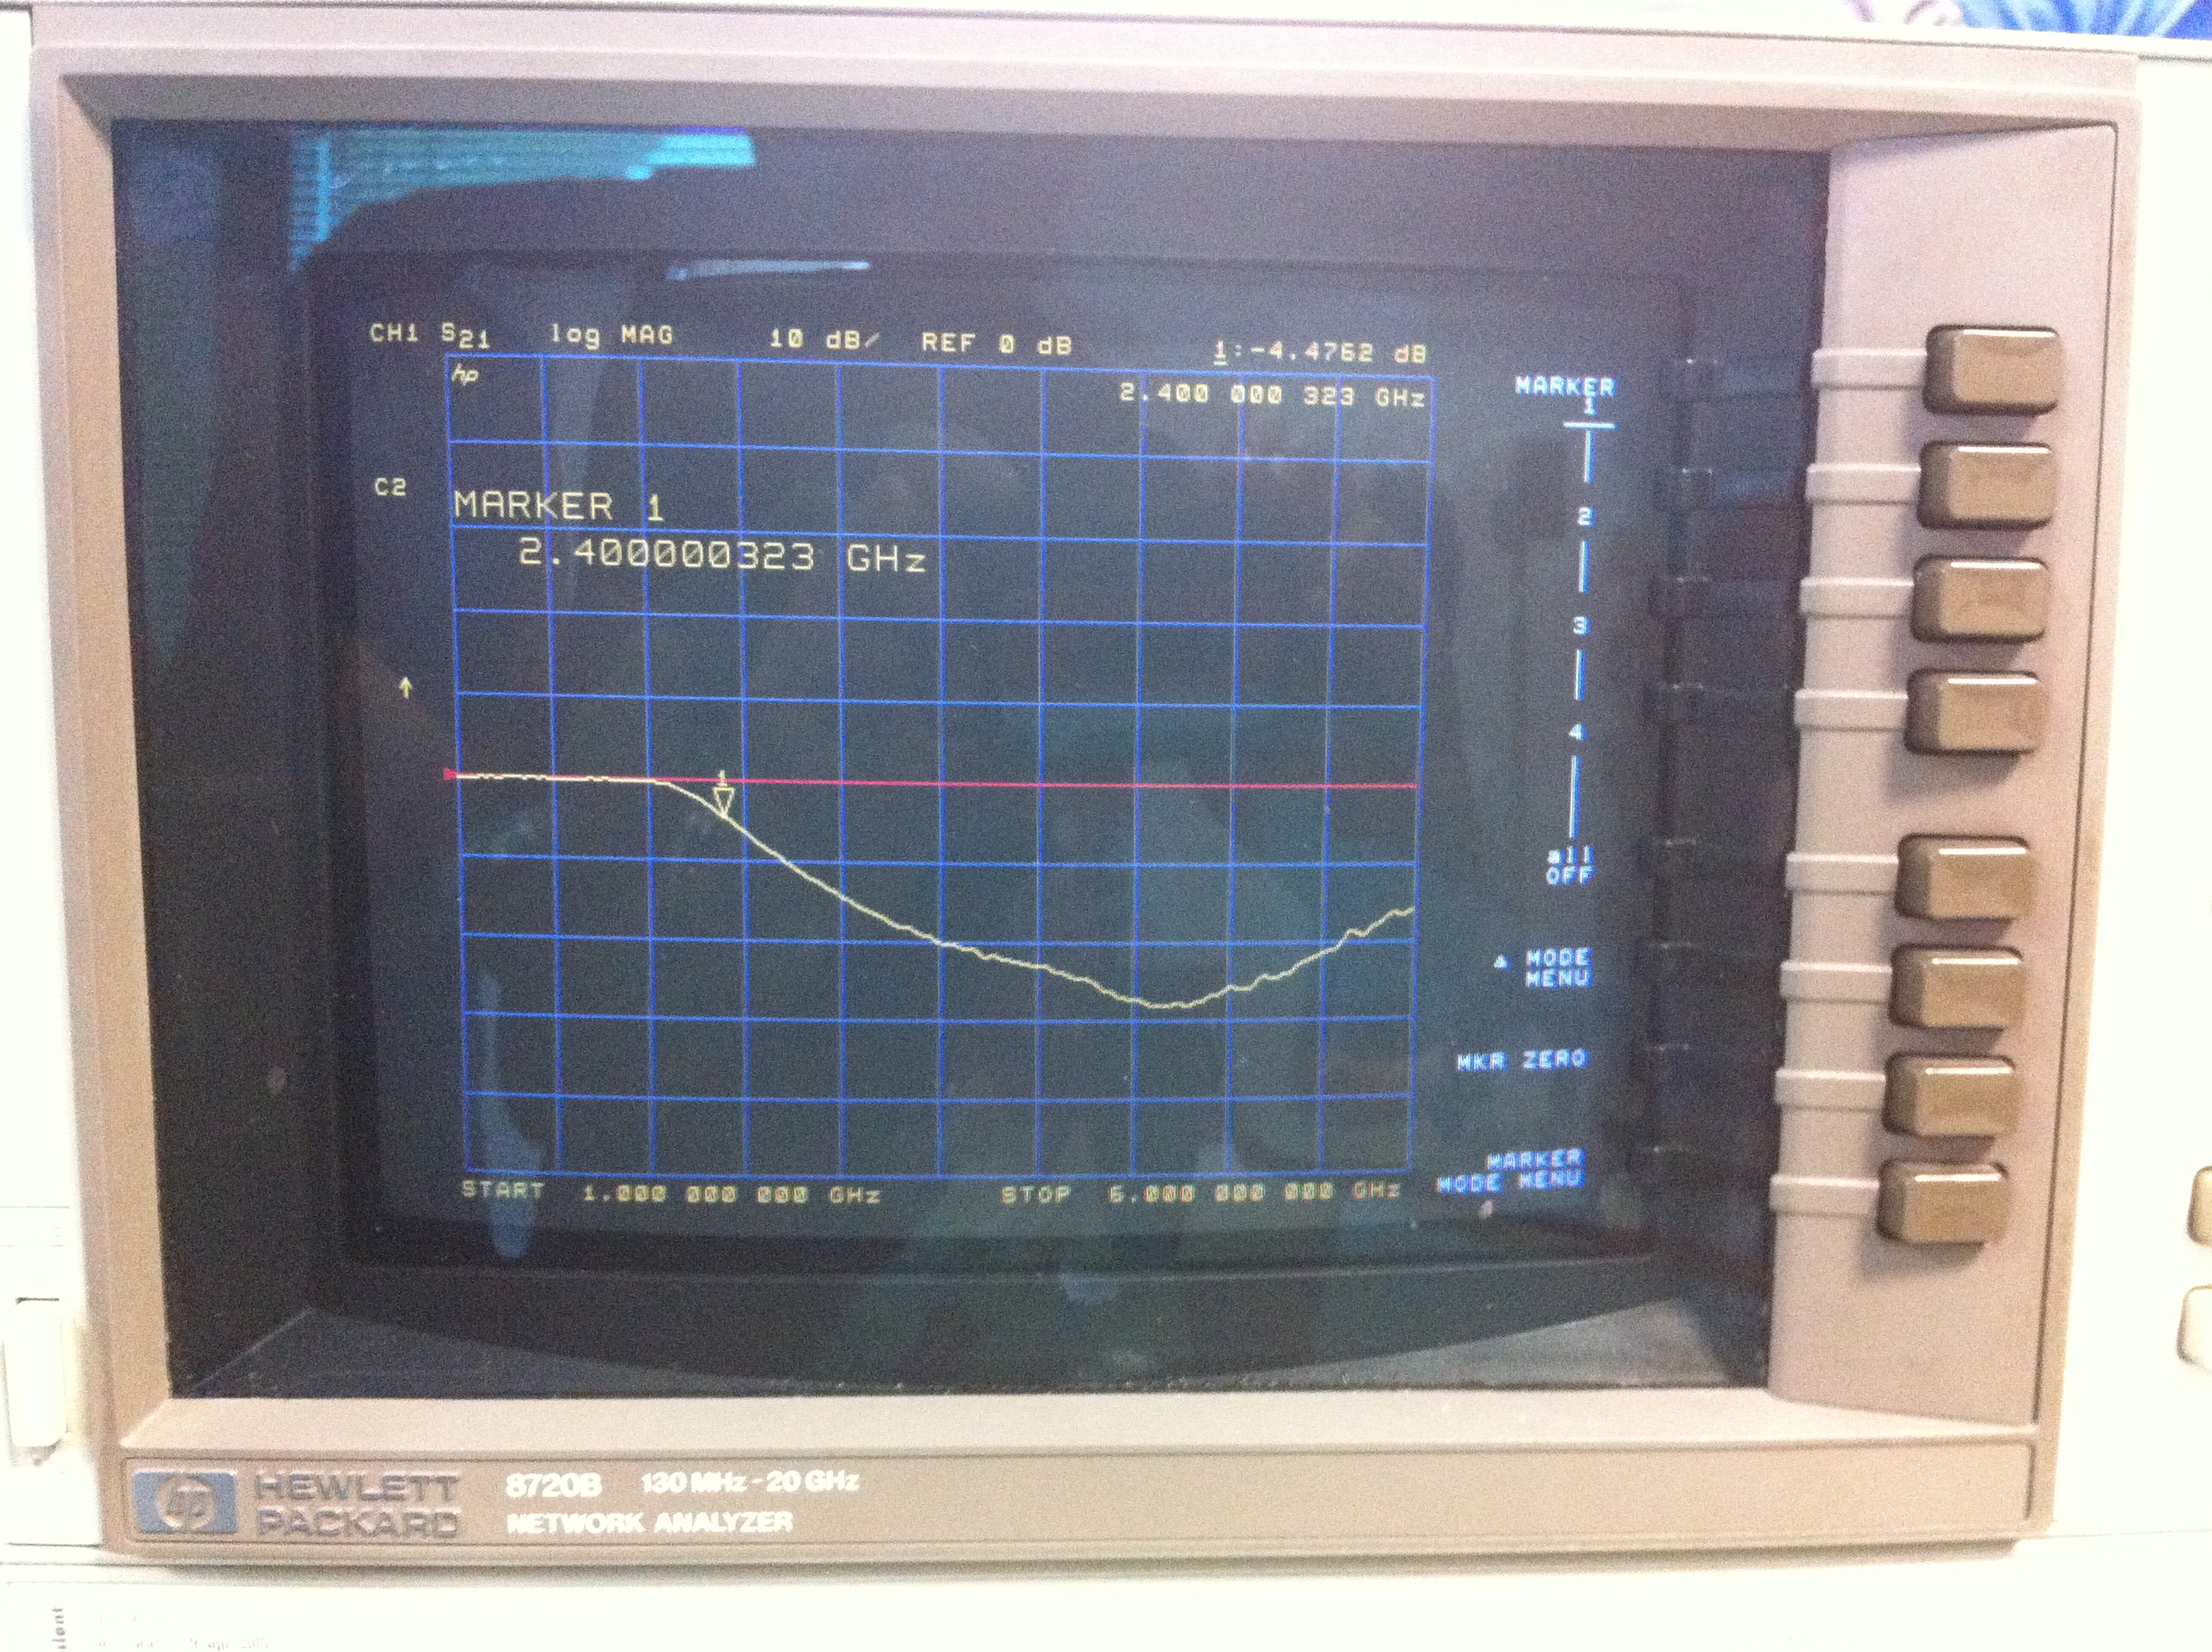 CH1 S21 log MAG 10 dB/ REF 0 dB 1:-4.4762 dB
hp
2.400 000 323 GHz
MARKER
1
C2
MARKER 1
2.400000323 GHz
2
3
4
1
all
OFF
▵ MODE
MENU
MKR ZERO
MARKER
MODE MENU
START 1.000 000 000 GHz STOP 6.000 000 000 GHz
hp HEWLETT
PACKARD
8720B 130 MHz - 20 GHz
NETWORK ANALYZER